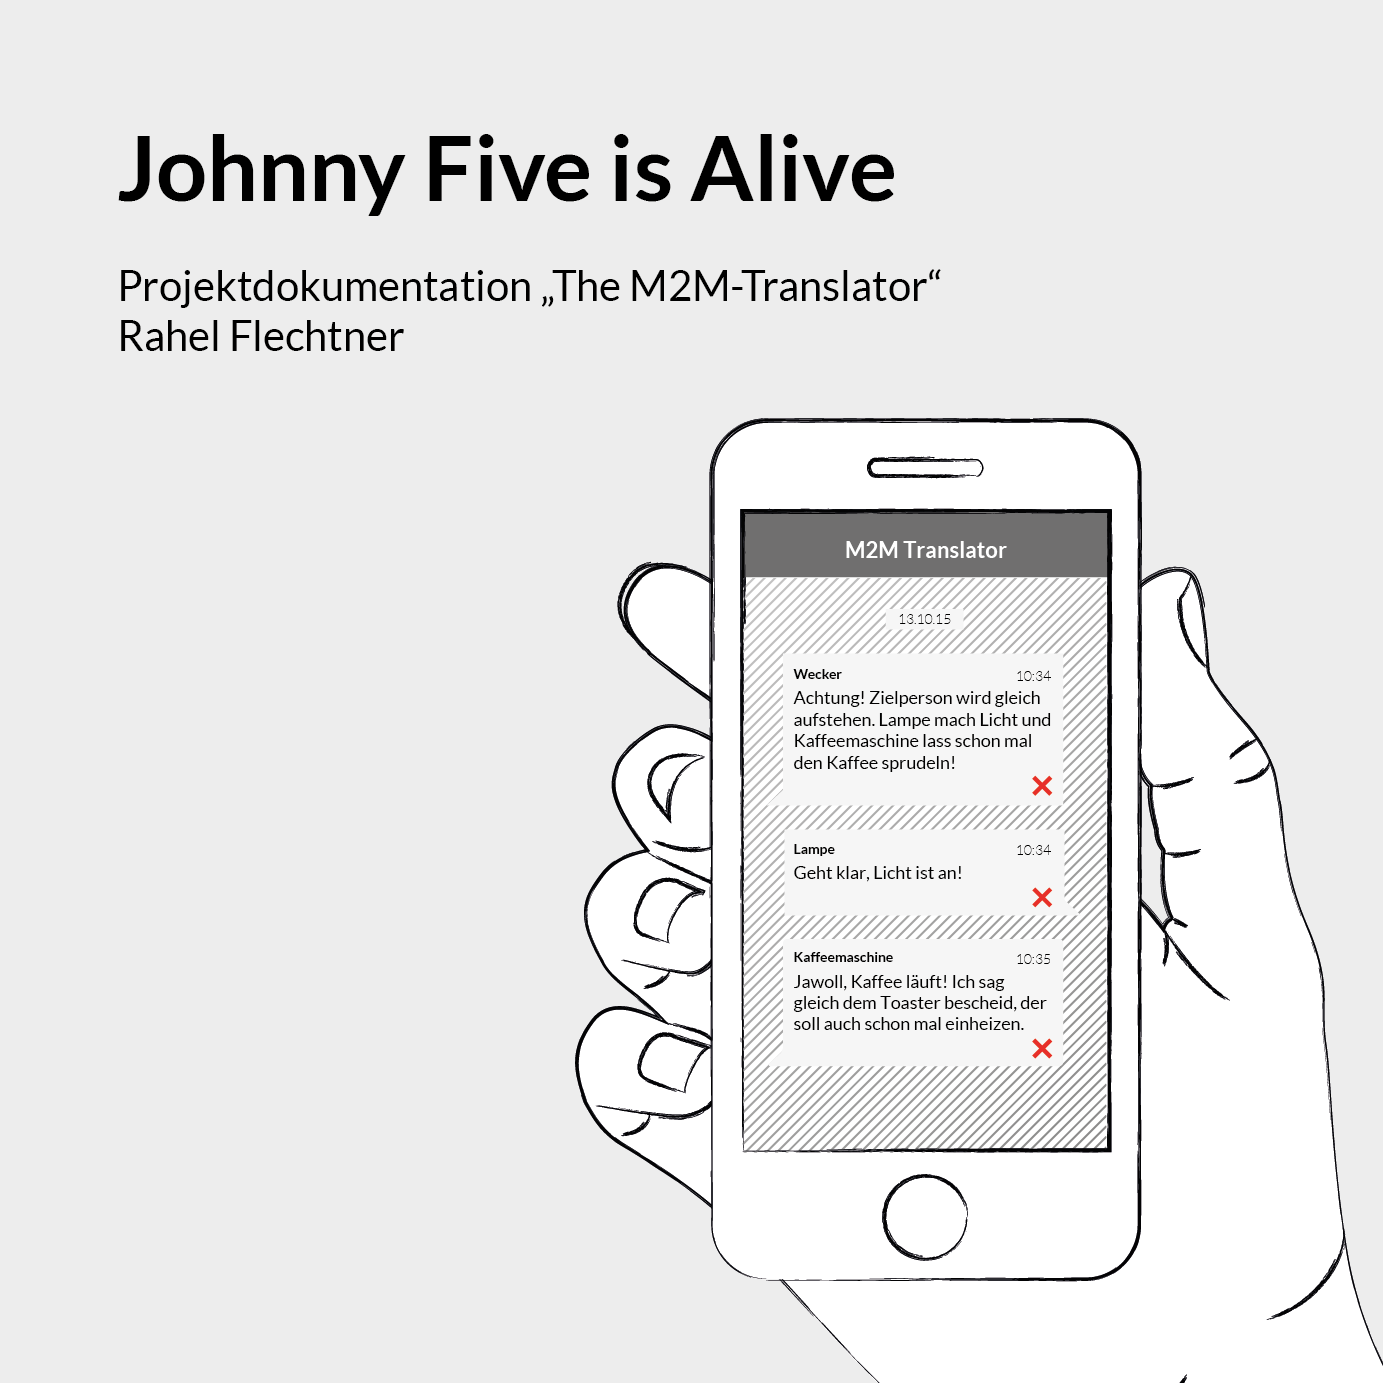 Johnny Five is Alive
Projektdokumentation „The M2M-Translator“
Rahel Flechtner
M2M Translator
13.10.15
Wecker 10:34
Achtung! Zielperson wird gleich
aufstehen. Lampe mach Licht und
Kaffeemaschine lass schon mal
den Kaffee sprudeln!
Lampe 10:34
Geht klar, Licht ist an!
Kaffeemaschine 10:35
Jawoll, Kaffee läuft! Ich sag
gleich dem Toaster bescheid, der
soll auch schon mal einheizen.